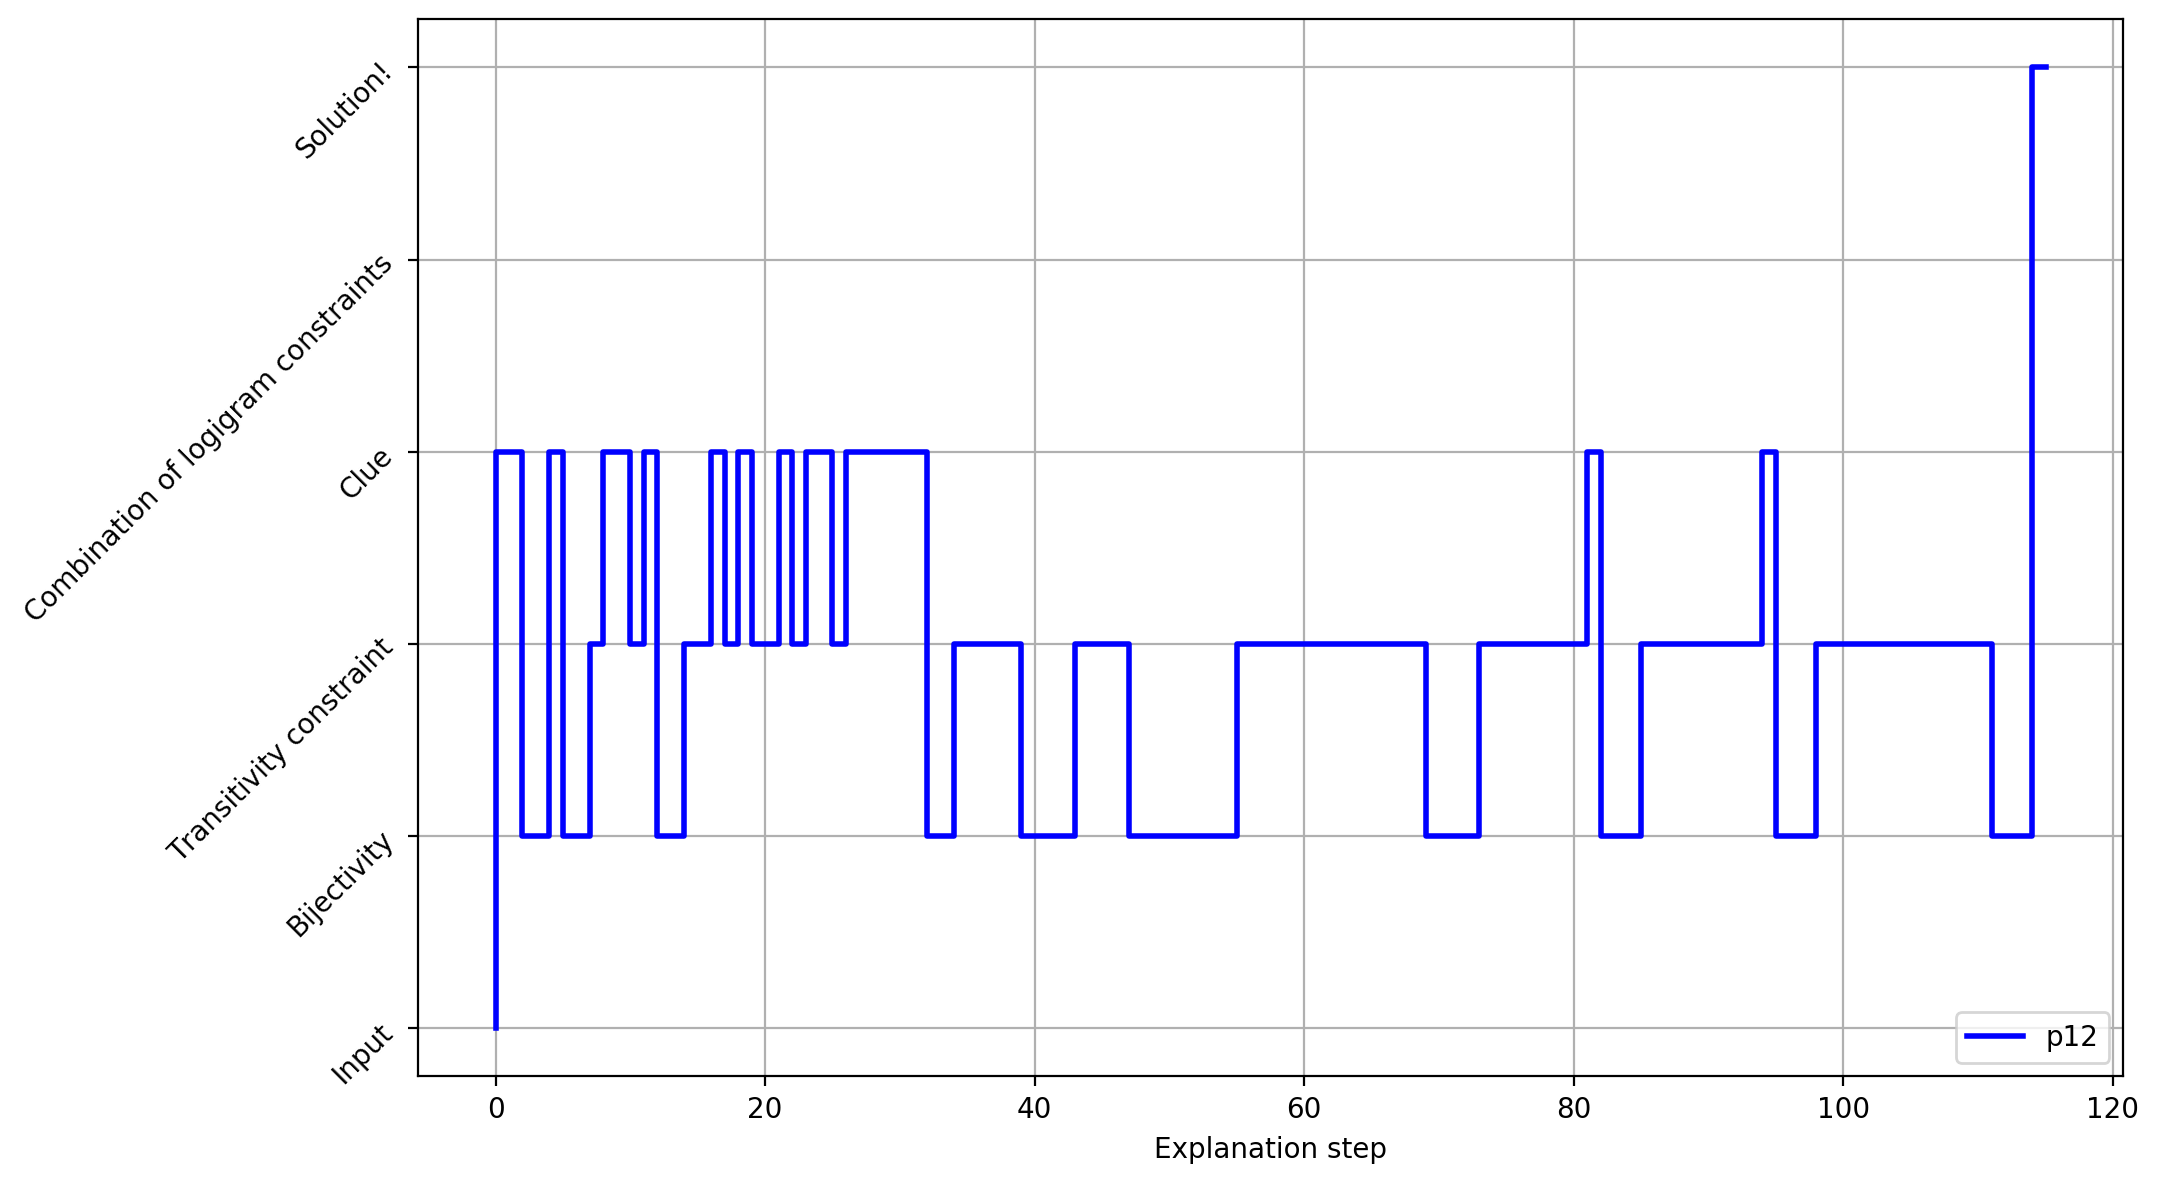 Solution!
Combination of logigram constraints
Clue
Transitivity constraint
Bijectivity
Input
p12
0 20 40 60 80 100 120
Explanation step